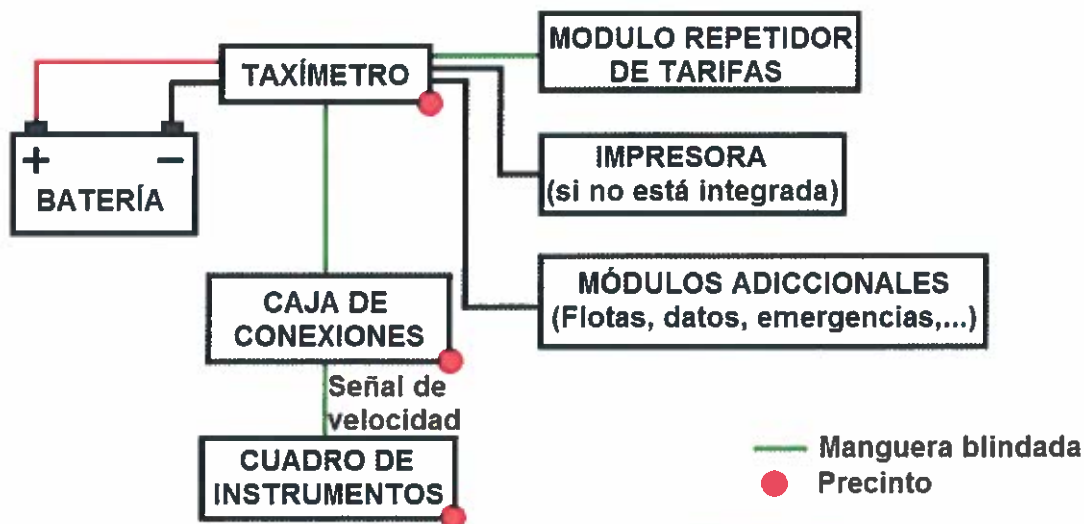 MODULO REPETIDOR
DE TARIFAS
TAXÍMETRO
+ −
BATERÍA
IMPRESORA
(si no está integrada)
MÓDULOS ADICCIONALES
(Flotas, datos, emergencias,...)
CAJA DE
CONEXIONES
Señal de
velocidad
CUADRO DE
INSTRUMENTOS
Manguera blindada
Precinto